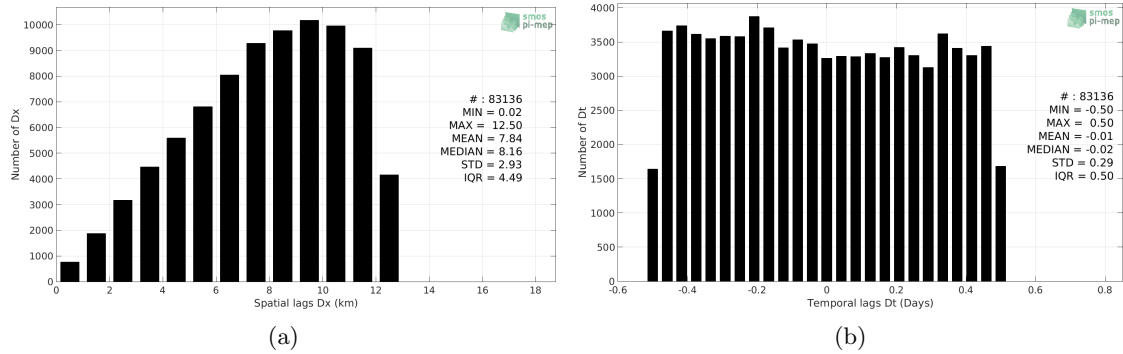 10000
9000
8000
7000
6000
5000
4000
3000
2000
1000
0
Number of Dx
smos
pi-mep
# : 83136
MIN = 0.02
MAX = 12.50
MEAN = 7.84
MEDIAN = 8.16
STD = 2.93
IQR = 4.49
0 2 4 6 8 10 12 14 16 18
Spatial lags Dx (km)
(a)
4000
3500
3000
2500
2000
1500
1000
500
0
Number of Dt
smos
pi-mep
# : 83136
MIN = -0.50
MAX = 0.50
MEAN = -0.01
MEDIAN = -0.02
STD = 0.29
IQR = 0.50
-0.6 -0.4 -0.2 0 0.2 0.4 0.6 0.8
Temporal lags Dt (Days)
(b)